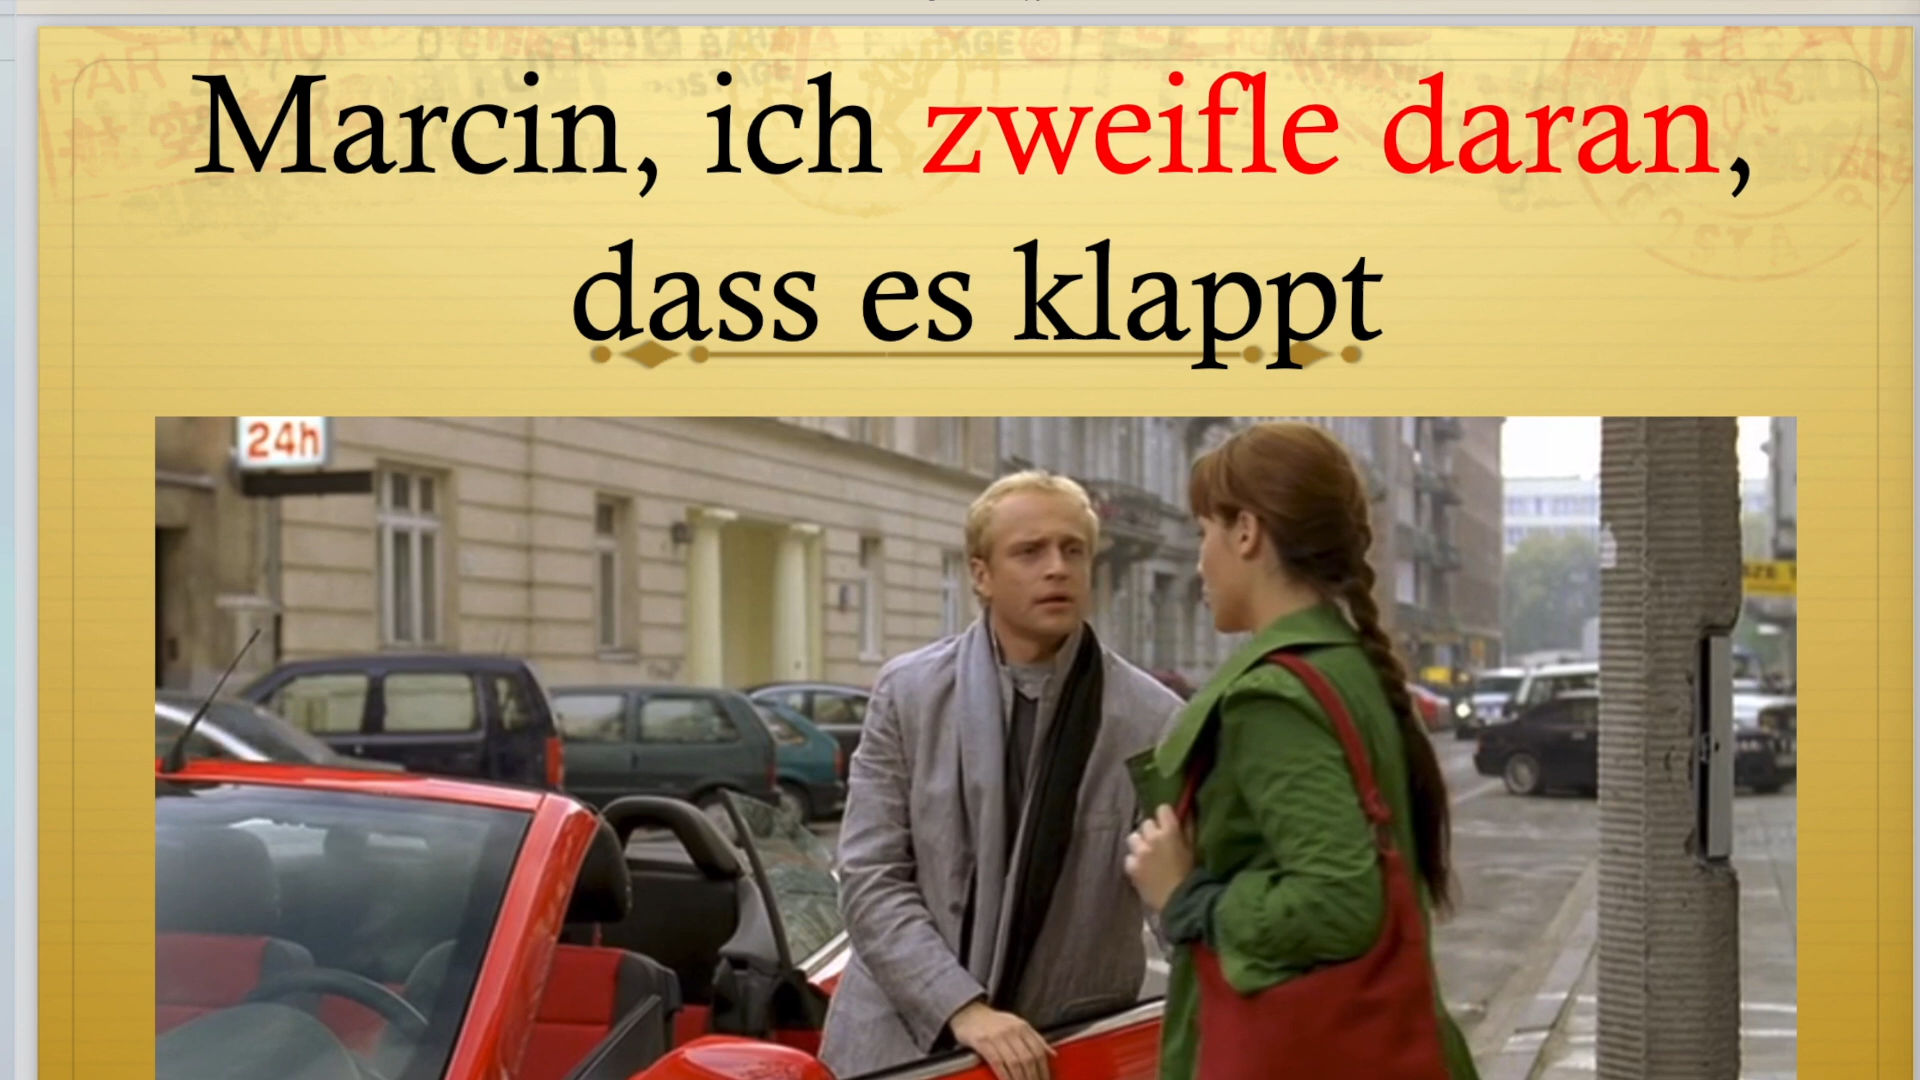 Marcin, ich zweifle daran,
dass es klappt
24h